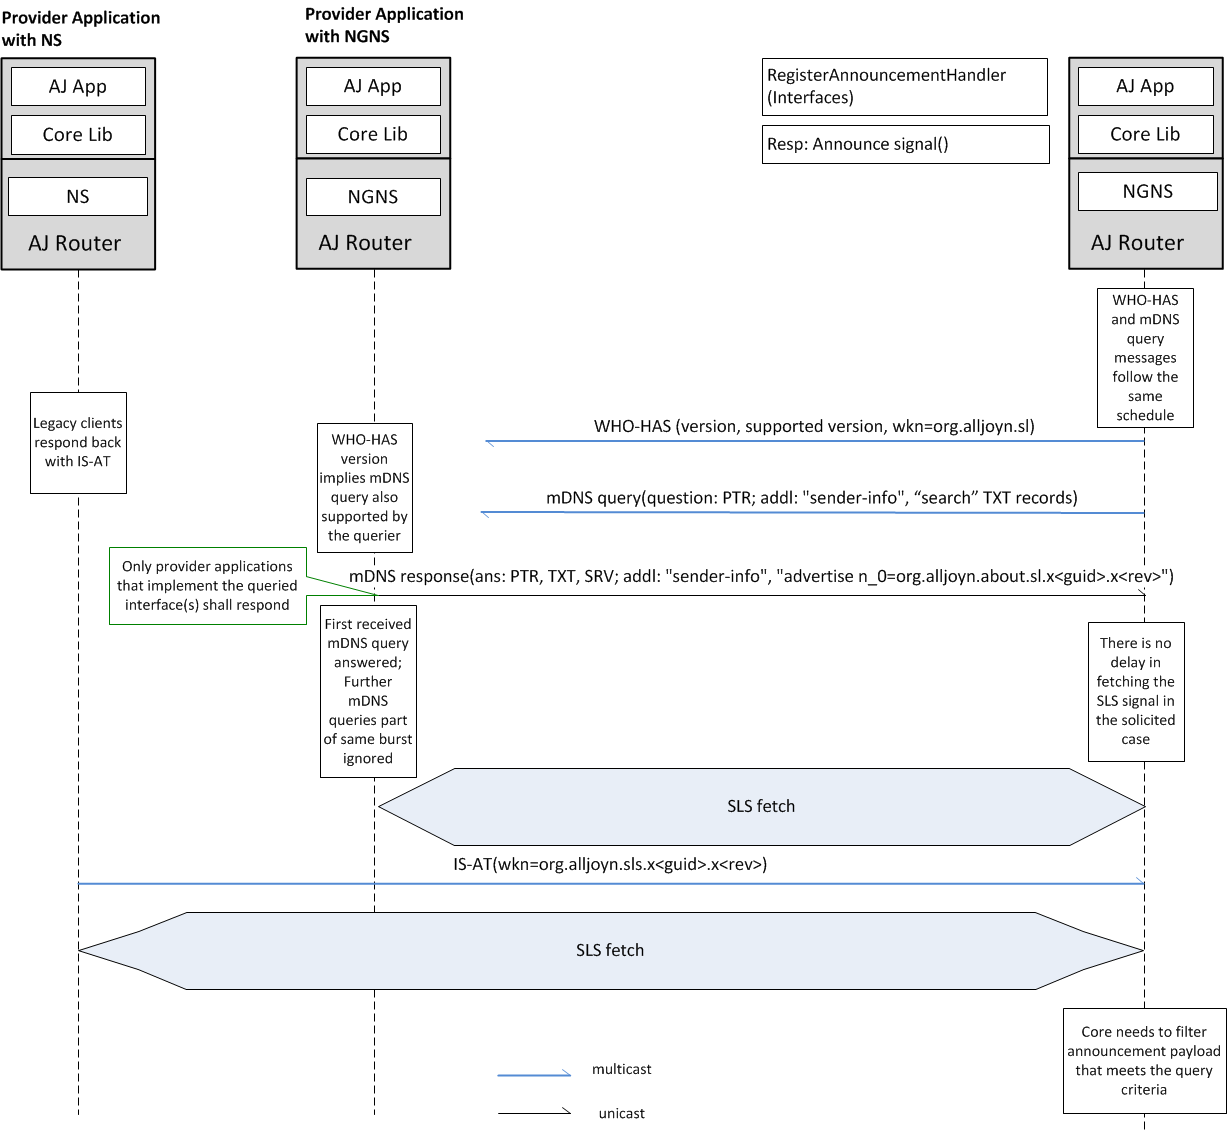 Provider Application
with NS
Provider Application
with NGNS
AJ App
Core Lib
NS
AJ Router
AJ App
Core Lib
NGNS
AJ Router
RegisterAnnouncementHandler
(Interfaces)
Resp: Announce signal()
AJ App
Core Lib
NGNS
AJ Router
WHO-HAS
and mDNS
query
messages
follow the
same
schedule
Legacy clients
respond back
with IS-AT
WHO-HAS
version
implies mDNS
query also
supported by
the querier
WHO-HAS (version, supported version, wkn=org.alljoyn.sl)
mDNS query(question: PTR; addl: "sender-info", “search” TXT records)
Only provider applications
that implement the queried
interface(s) shall respond
mDNS response(ans: PTR, TXT, SRV; addl: "sender-info", "advertise n_0=org.alljoyn.about.sl.x<guid>.x<rev>")
First received
mDNS query
answered;
Further
mDNS
queries part
of same burst
ignored
There is no
delay in
fetching the
SLS signal in
the solicited
case
SLS fetch
IS-AT(wkn=org.alljoyn.sls.x<guid>.x<rev>)
SLS fetch
Core needs to filter
announcement payload
that meets the query
criteria
multicast
unicast